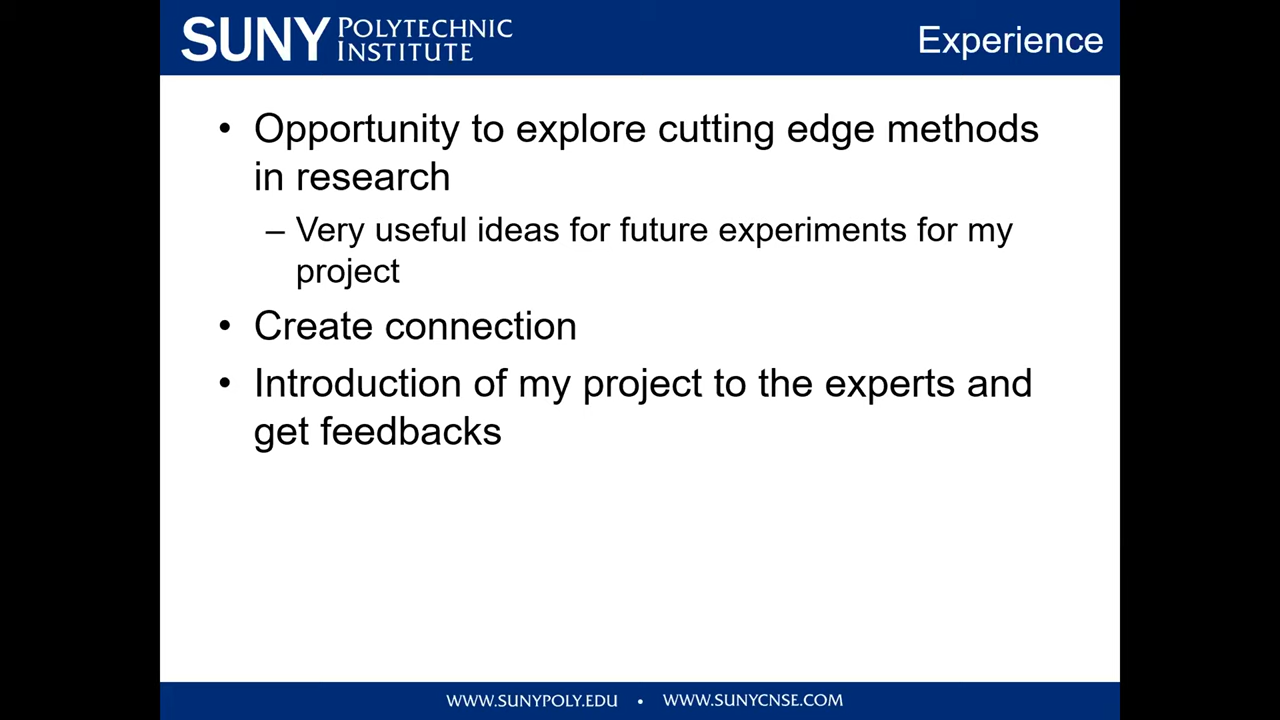 SUNY POLYTECHNIC INSTITUTE
Experience
• Opportunity to explore cutting edge methods
in research
– Very useful ideas for future experiments for my
project
• Create connection
• Introduction of my project to the experts and
get feedbacks
WWW.SUNYPOLY.EDU • WWW.SUNYCNSE.COM